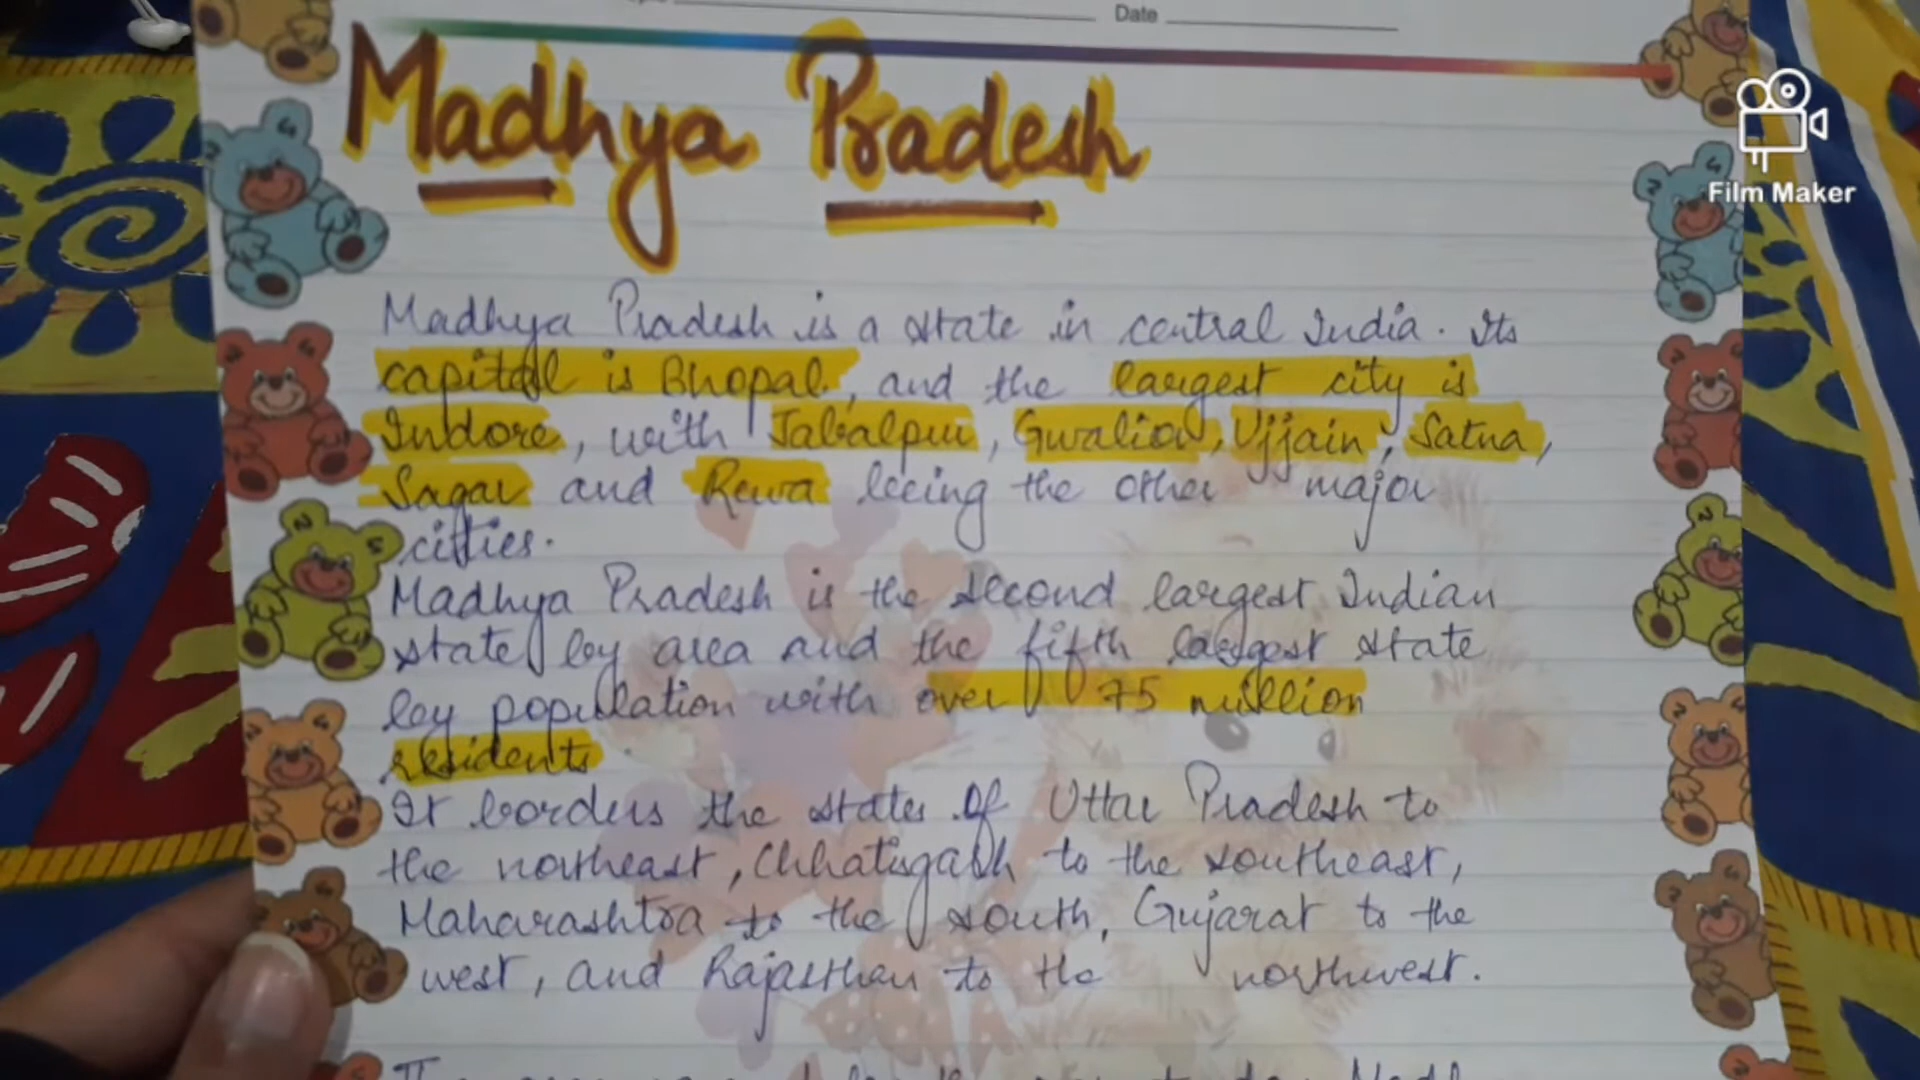 Date
Madhya Pradesh
Film Maker
Madhya Pradesh is a state in central India. Its
capital is Bhopal, and the largest city is
Indore, with Jabalpur, Gwalior, Ujjain, Satna,
Sagar and Rewa being the other major
cities.
Madhya Pradesh is the second largest Indian
state by area and the fifth largest state
by population with over 75 million
residents.
It borders the states of Uttar Pradesh to
the northeast, Chhatisgarh to the southeast,
Maharashtra to the south, Gujarat to the
west, and Rajasthan to the northwest.